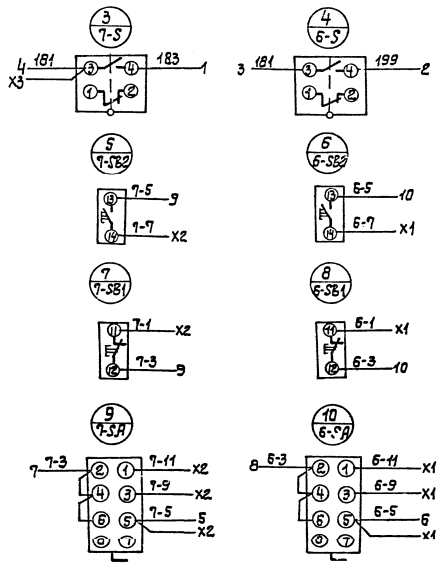 3
7-S
4
6-S
4 181 3 4 183 1
X3
1 2
3 181 3 4 199 2
1 2
5
7-SB2
6
6-SB2
13 7-5 9
14 7-7 X2
13 6-5 10
14 6-7 X1
7
7-SB1
8
6-SB1
11 7-1 X2
12 7-3 9
11 6-1 X1
12 6-3 10
9
7-SA
10
6-SA
7 7-3 2 1 7-11 X2
4 3 7-9 X2
6 5 7-5 5
X2
0 1
8 6-3 2 1 6-11 X1
4 3 6-9 X1
6 5 6-5 6
X1
0